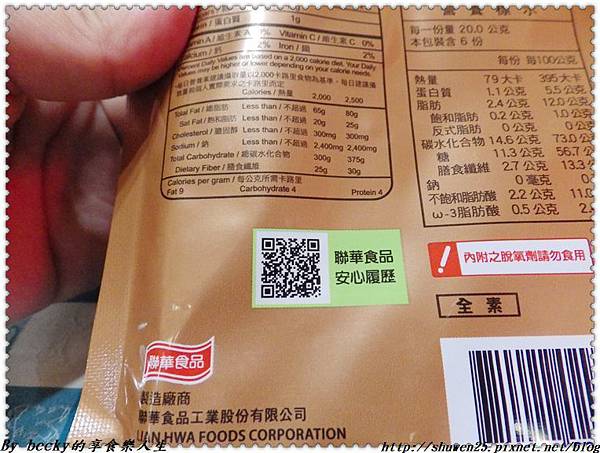 蛋白質 1g
Vitamin A / 維生素 A 0% Vitamin C / 維生素 C 0%
Calcium / 鈣 2% Iron / 鐵 2%
Percent Daily Values are based on a 2,000 calorie diet. Your Daily
Values may be higher or lower depending on your calorie needs.
Calories / 熱量 2,000 2,500
Total Fat / 總脂肪 Less than / 不超過 65g 80g
Sat Fat / 飽和脂肪 Less than / 不超過 20g 25g
Cholesterol / 膽固醇 Less than / 不超過 300mg 300mg
Sodium / 鈉 Less than / 不超過 2,400mg 2,400mg
Total Carbohydrate / 總碳水化合物 300g 375g
Dietary Fiber / 膳食纖維 25g 30g
Calories per gram / 每公克所需卡路里
Fat 9 Carbohydrate 4 Protein 4
每一份量 20.0 公克
本包裝含 6 份
每份 每100公克
熱量 79 大卡 395 大卡
蛋白質 1.1 公克 5.5 公克
脂肪 2.4 公克 12.0 公克
飽和脂肪 0.2 公克 1.0 公克
反式脂肪 0 公克
碳水化合物 14.6 公克 73.0 公克
糖 11.3 公克 56.7 公克
膳食纖維 2.7 公克 13.3
鈉 0 毫克 0
不飽和脂肪酸 2.2 公克 11.0
ω-3脂肪酸 0.5 公克
聯華食品
安心履歷
! 內附之脫氧劑請勿食用
全素
聯華食品
製造廠商
聯華食品工業股份有限公司
HWA FOODS CORPORATION
By bccky的享食樂人生
http://shuwen25.pixnet.net/blog